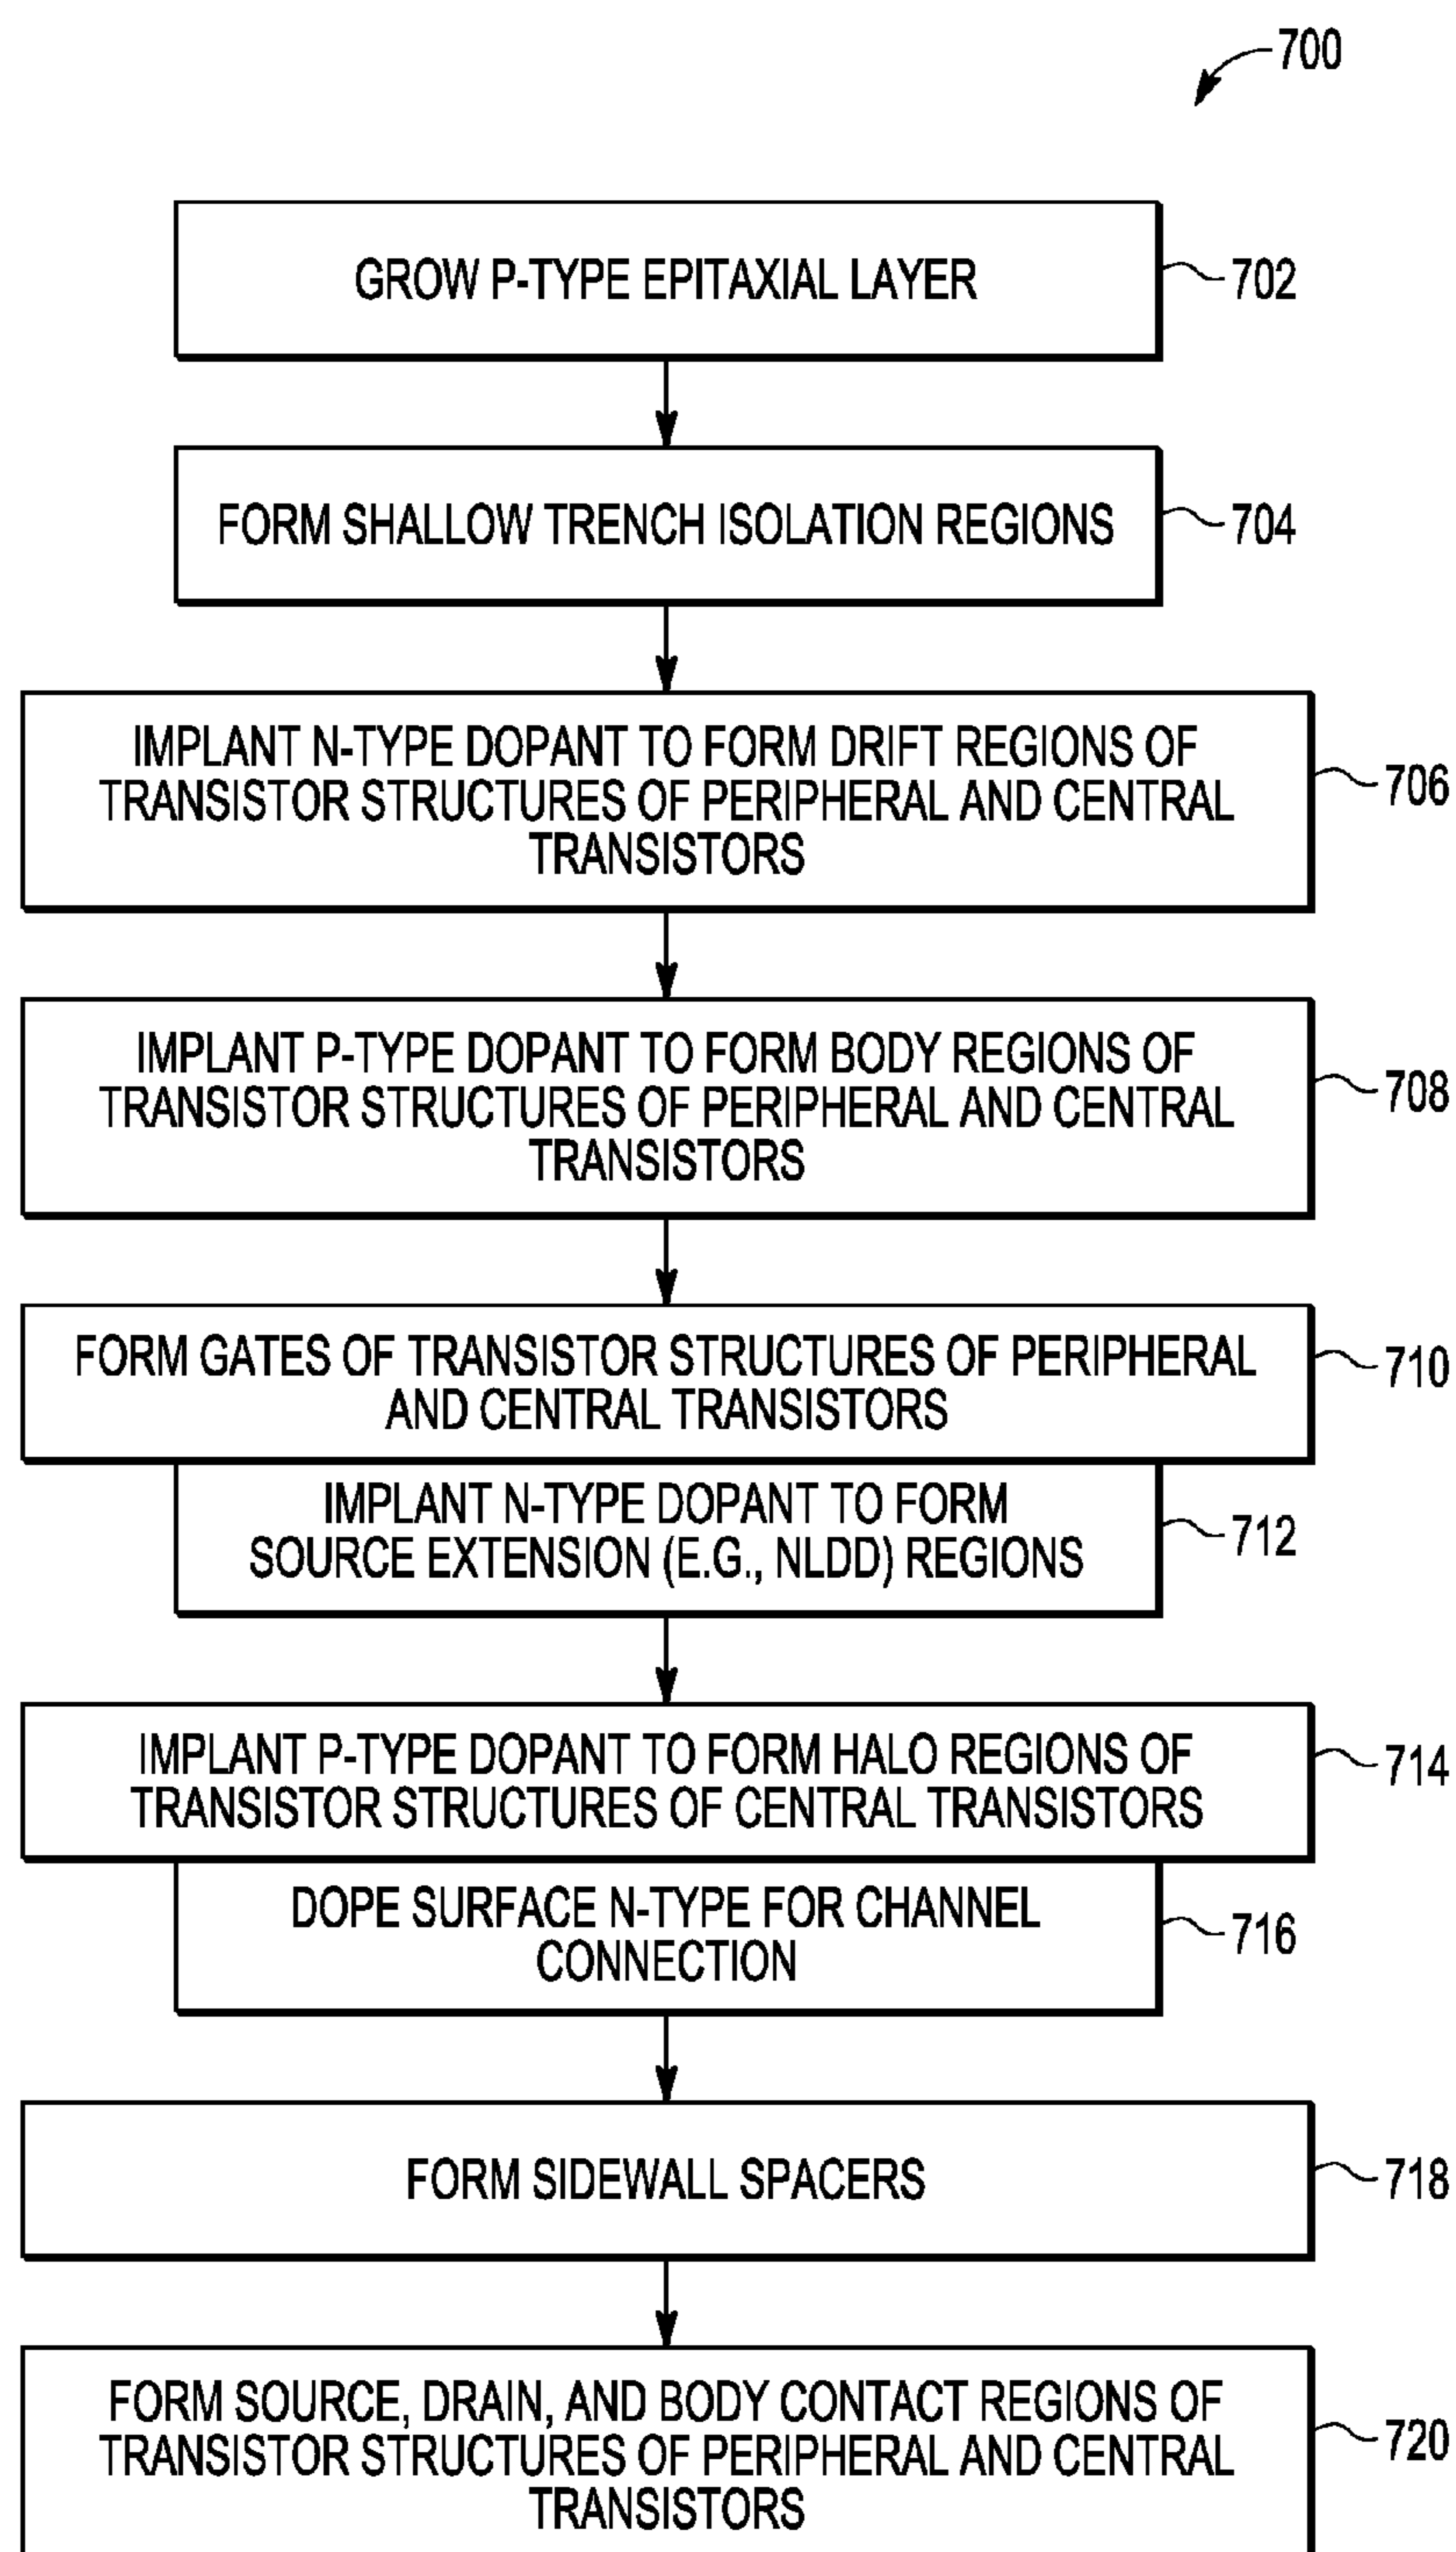 700
GROW P-TYPE EPITAXIAL LAYER
702
FORM SHALLOW TRENCH ISOLATION REGIONS
704
IMPLANT N-TYPE DOPANT TO FORM DRIFT REGIONS OF
TRANSISTOR STRUCTURES OF PERIPHERAL AND CENTRAL
TRANSISTORS
706
IMPLANT P-TYPE DOPANT TO FORM BODY REGIONS OF
TRANSISTOR STRUCTURES OF PERIPHERAL AND CENTRAL
TRANSISTORS
708
FORM GATES OF TRANSISTOR STRUCTURES OF PERIPHERAL
AND CENTRAL TRANSISTORS
710
IMPLANT N-TYPE DOPANT TO FORM
SOURCE EXTENSION (E.G., NLDD) REGIONS
712
IMPLANT P-TYPE DOPANT TO FORM HALO REGIONS OF
TRANSISTOR STRUCTURES OF CENTRAL TRANSISTORS
714
DOPE SURFACE N-TYPE FOR CHANNEL
CONNECTION
716
FORM SIDEWALL SPACERS
718
FORM SOURCE, DRAIN, AND BODY CONTACT REGIONS OF
TRANSISTOR STRUCTURES OF PERIPHERAL AND CENTRAL
TRANSISTORS
720